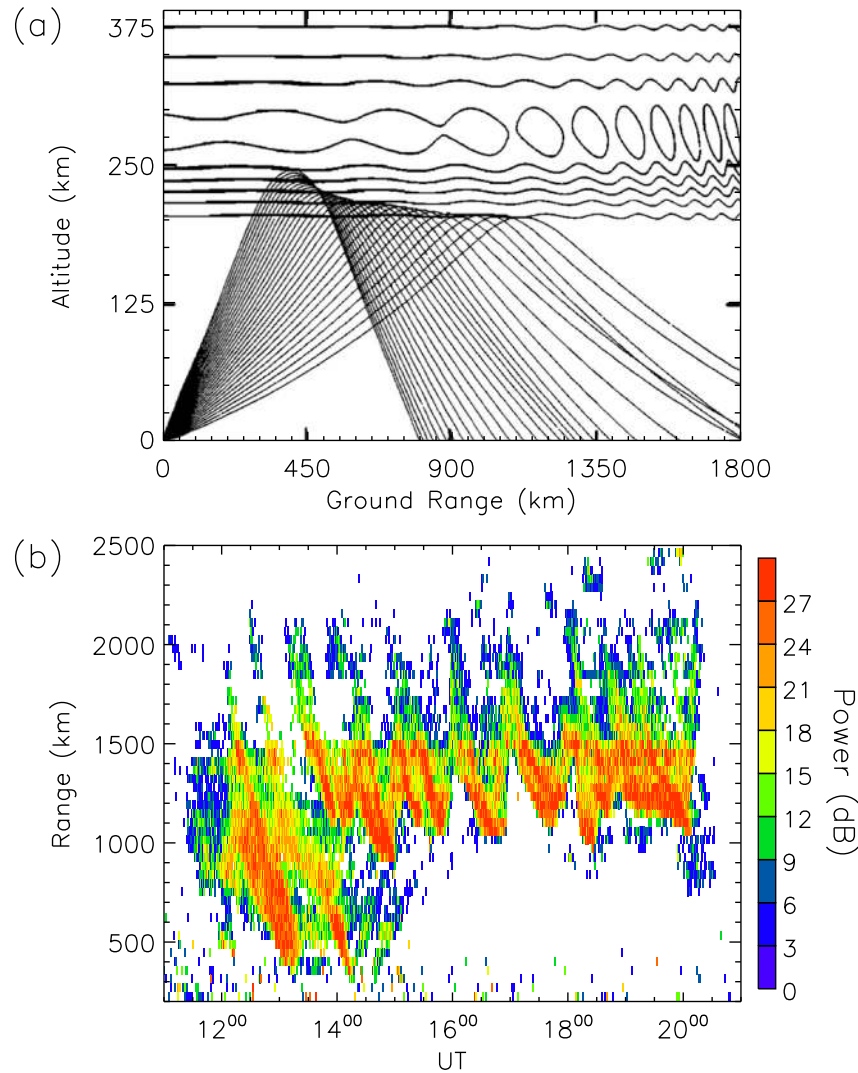 (a)
375
250
125
0
Altitude (km)
0 450 900 1350 1800
Ground Range (km)
(b)
2500
2000
1500
1000
500
Range (km)
12⁰⁰ 14⁰⁰ 16⁰⁰ 18⁰⁰ 20⁰⁰
UT
27
24
21
18
15
12
9
6
3
0
Power (dB)